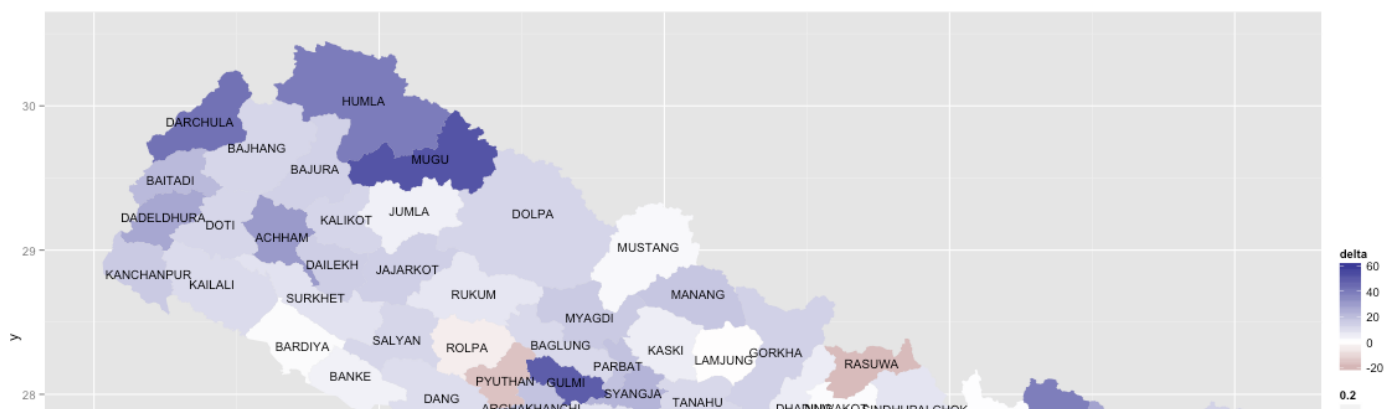 30
HUMLA
DARCHULA
BAJHANG
MUGU
BAJURA
BAITADI
29
JUMLA
DOLPA
DADELDHURA
KALIKOT
DOTI
ACHHAM
MUSTANG
DAILEKH
JAJARKOT
KANCHANPUR
KAILALI
SURKHET
RUKUM
MANANG
MYAGDI
y
BARDIYA
SALYAN
ROLPA
BAGLUNG
KASKI
LAMJUNG
GORKHA
RASUWA
PARBAT
BANKE
PYUTHAN
GULMI
SYANGJA
28
DANG
TANAHU
ARGHAKHANCHI
delta
60
40
20
0
-20
0.2